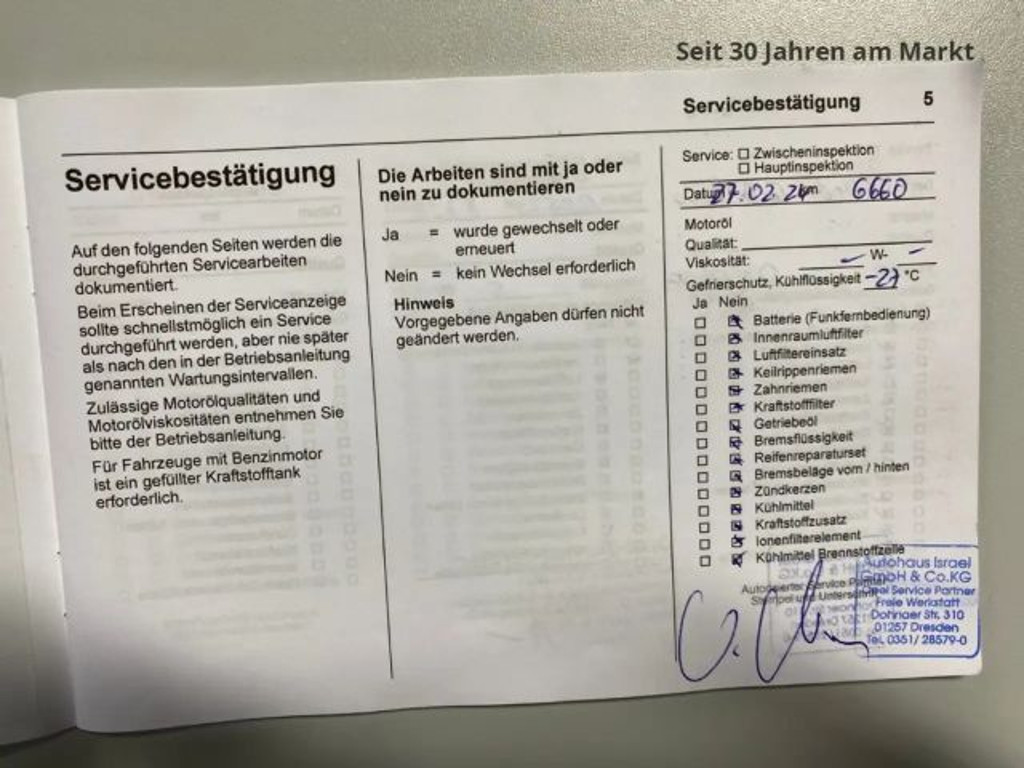 Seit 30 Jahren am Markt
Servicebestätigung 5
Servicebestätigung
Auf den folgenden Seiten werden die
durchgeführten Servicearbeiten
dokumentiert.
Beim Erscheinen der Serviceanzeige
sollte schnellstmöglich ein Service
durchgeführt werden, aber nie später
als nach den in der Betriebsanleitung
genannten Wartungsintervallen.
Zulässige Motorölqualitäten und
Motorölviskositäten entnehmen Sie
bitte der Betriebsanleitung.
Für Fahrzeuge mit Benzinmotor
ist ein gefüllter Kraftstofftank
erforderlich.
Die Arbeiten sind mit ja oder
nein zu dokumentieren
Ja = wurde gewechselt oder
erneuert
Nein = kein Wechsel erforderlich
Hinweis
Vorgegebene Angaben dürfen nicht
geändert werden.
Service: ☐ Zwischeninspektion
☐ Hauptinspektion
Datum 27.02.24 km 6660
Motoröl
Qualität:
Viskosität: - W- -
Gefrierschutz, Kühlflüssigkeit -27 °C
Ja Nein
☐ ☒ Batterie (Funkfernbedienung)
☐ ☒ Innenraumluftfilter
☐ ☒ Luftfiltereinsatz
☐ ☒ Keilrippenriemen
☐ ☒ Zahnriemen
☐ ☒ Kraftstofffilter
☐ ☒ Getriebeöl
☐ ☒ Bremsflüssigkeit
☐ ☒ Reifenreparaturset
☐ ☒ Bremsbeläge vorn / hinten
☐ ☒ Zündkerzen
☐ ☒ Kühlmittel
☐ ☒ Kraftstoffzusatz
☐ ☒ Ionenfilterelement
☐ ☒ Kühlmittel Brennstoffzelle
Autorisierter Service Partner
Stempel und Unterschrift
Autohaus Israel
GmbH & Co.KG
Opel Service Partner
Freie Werkstatt
Dohnaer Str. 310
01257 Dresden
Tel. 0351/ 28579-0